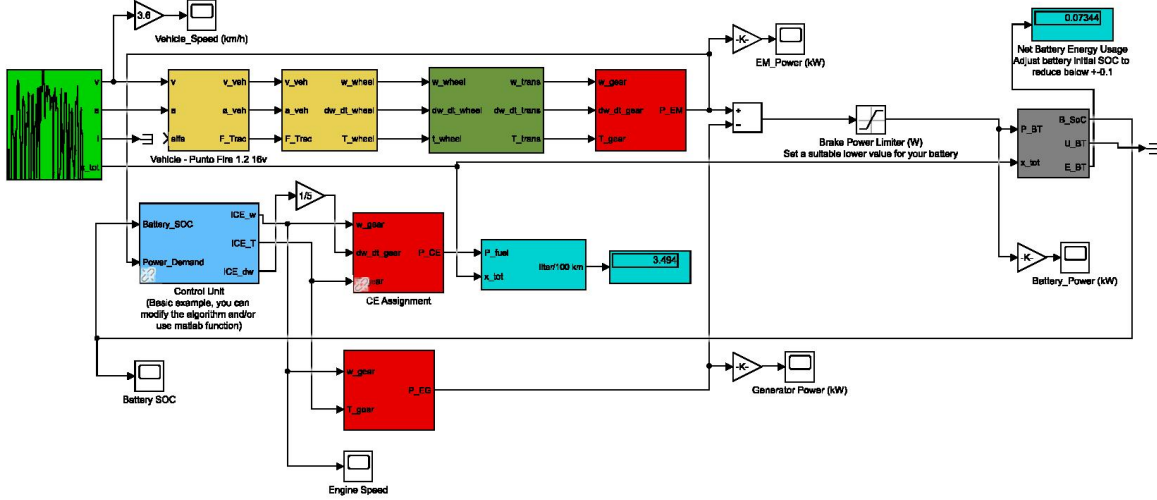 3.6
Vehicle_Speed (km/h)
-K-
EM_Power (kW)
0.07344
Net Battery Energy Usage
Adjust battery initial SOC to
reduce below +-0.1
v
a
i
x_tot
v
a
alfa
v_veh
a_veh
F_Trac
Vehicle - Punto Fire 1.2 16v
v_veh
a_veh
F_Trac
w_wheel
dw_dt_wheel
T_wheel
w_wheel
dw_dt_wheel
t_wheel
w_trans
dw_dt_trans
T_trans
w_gear
dw_dt_gear
T_gear
P_EM
+
−
Brake Power Limiter (W)
Set a suitable lower value for your battery
P_BT
x_tot
B_SoC
U_BT
E_BT
1/5
Battery_SOC
Power_Demand
ICE_w
ICE_T
ICE_dw
Control Unit
(Basic example, you can
modify the algorithm and/or
use matlab function)
w_gear
dw_dt_gear
P_CE
CE Assignment
P_fuel
x_tot
liter/100 km
3.494
-K-
Battery_Power (kW)
Battery SOC
w_gear
T_gear
P_EG
-K-
Generator Power (kW)
Engine Speed